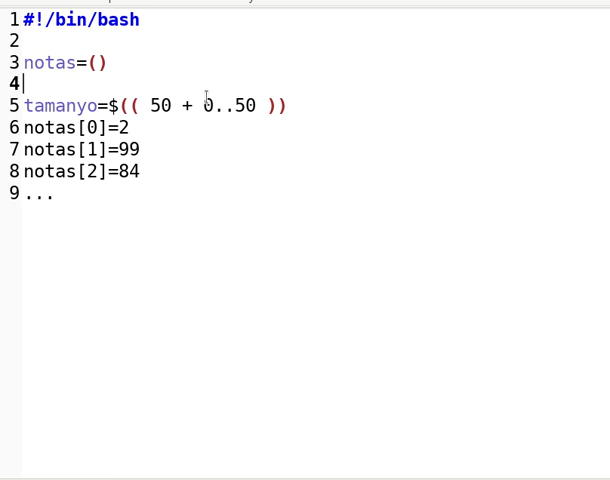 1 #!/bin/bash
2
3 notas=()
4
5 tamanyo=$(( 50 + 0..50 ))
6 notas[0]=2
7 notas[1]=99
8 notas[2]=84
9 ...